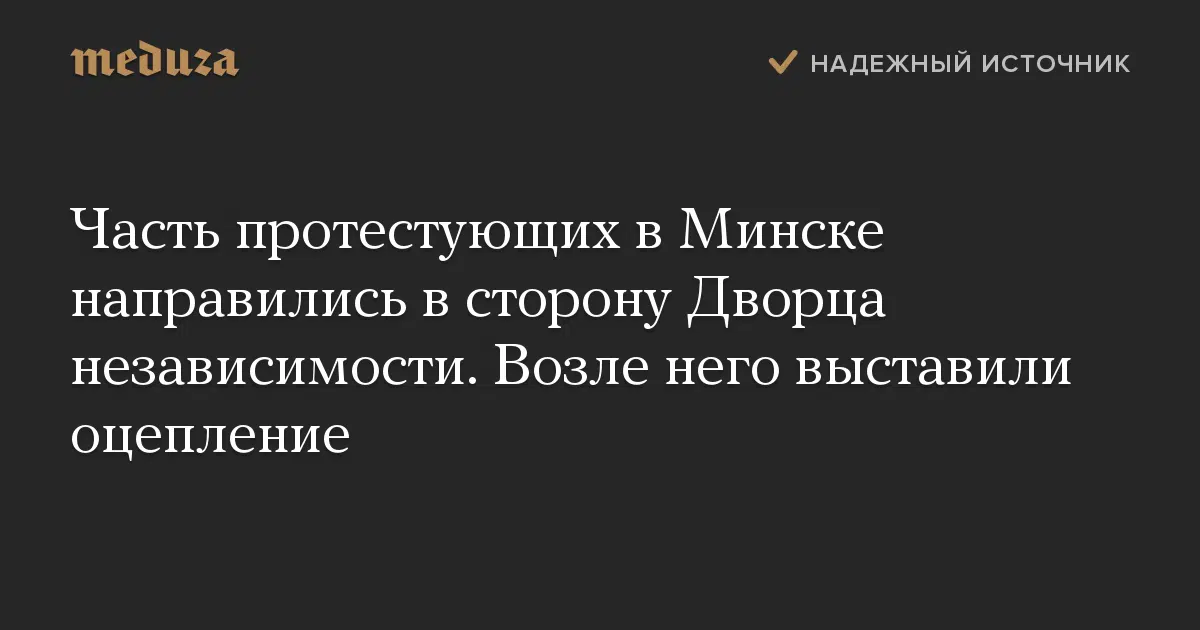 meduza
НАДЕЖНЫЙ ИСТОЧНИК
Часть протестующих в Минске
направились в сторону Дворца
независимости. Возле него выставили
оцепление